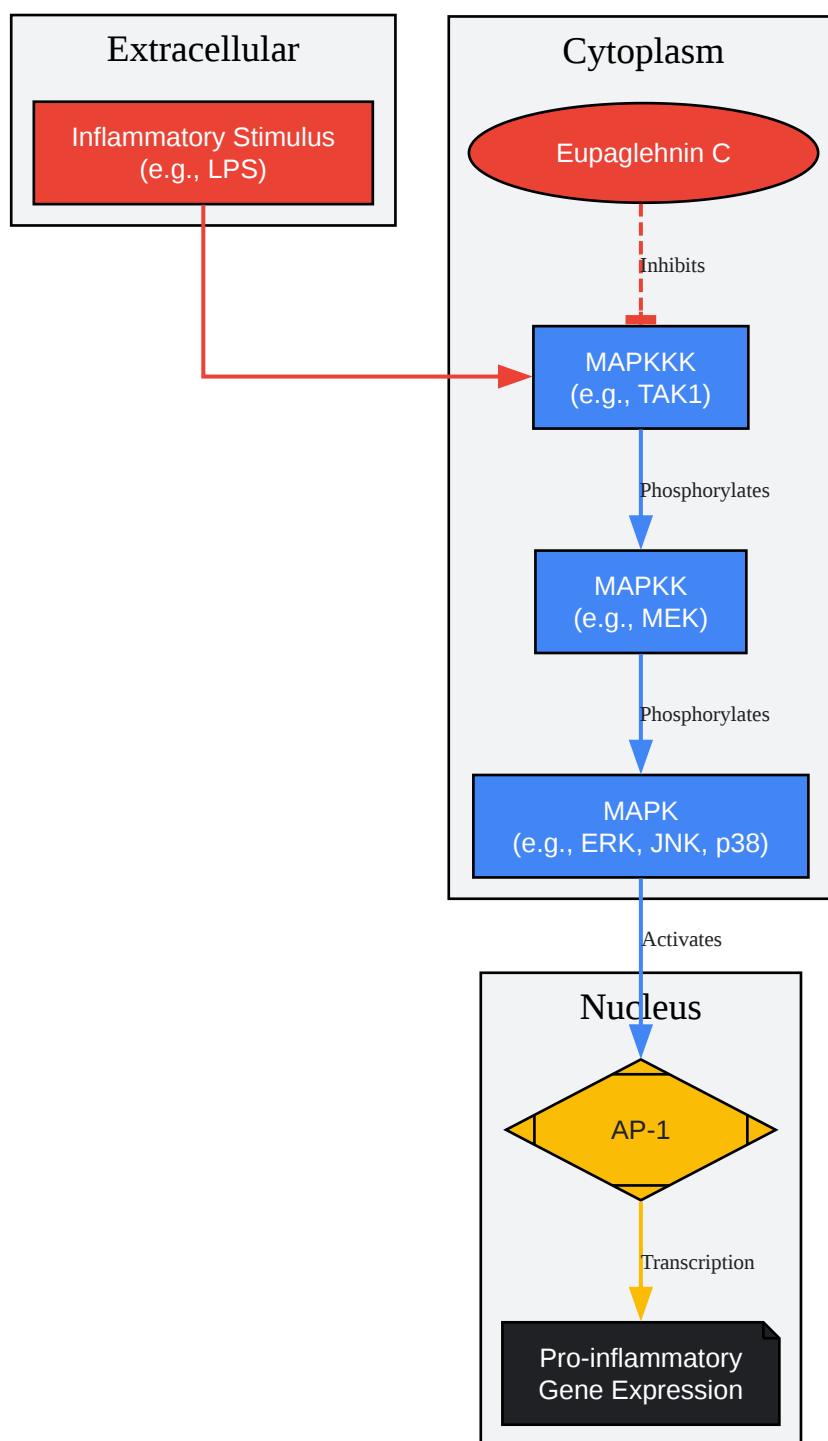 Extracellular
Inflammatory Stimulus
(e.g., LPS)
Cytoplasm
Eupaglehnin C
Inhibits
MAPKKK
(e.g., TAK1)
Phosphorylates
MAPKK
(e.g., MEK)
Phosphorylates
MAPK
(e.g., ERK, JNK, p38)
Activates
Nucleus
AP-1
Transcription
Pro-inflammatory
Gene Expression